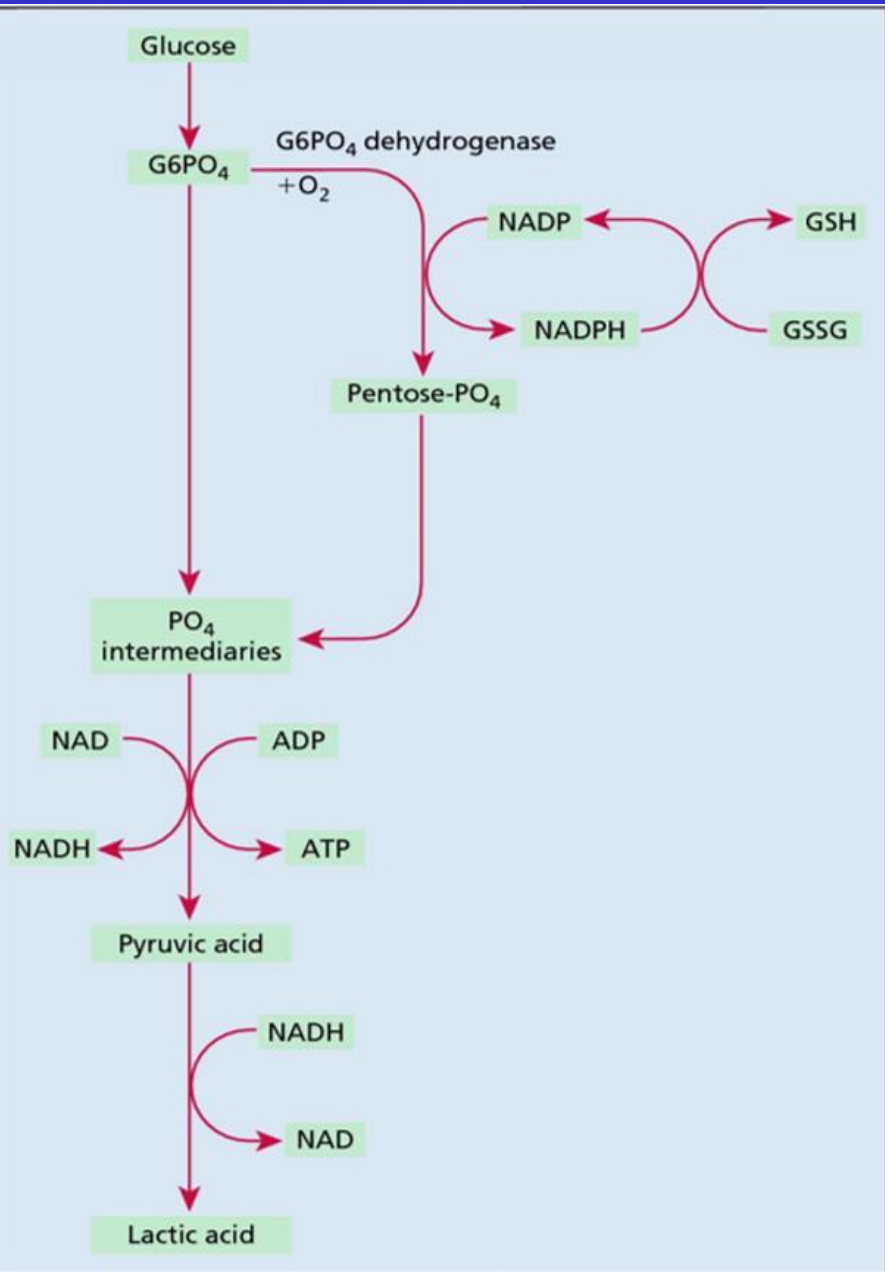 Glucose
G6PO₄ dehydrogenase
G6PO₄
+O₂
NADP
GSH
NADPH
GSSG
Pentose-PO₄
PO₄
intermediaries
NAD
ADP
NADH
ATP
Pyruvic acid
NADH
NAD
Lactic acid